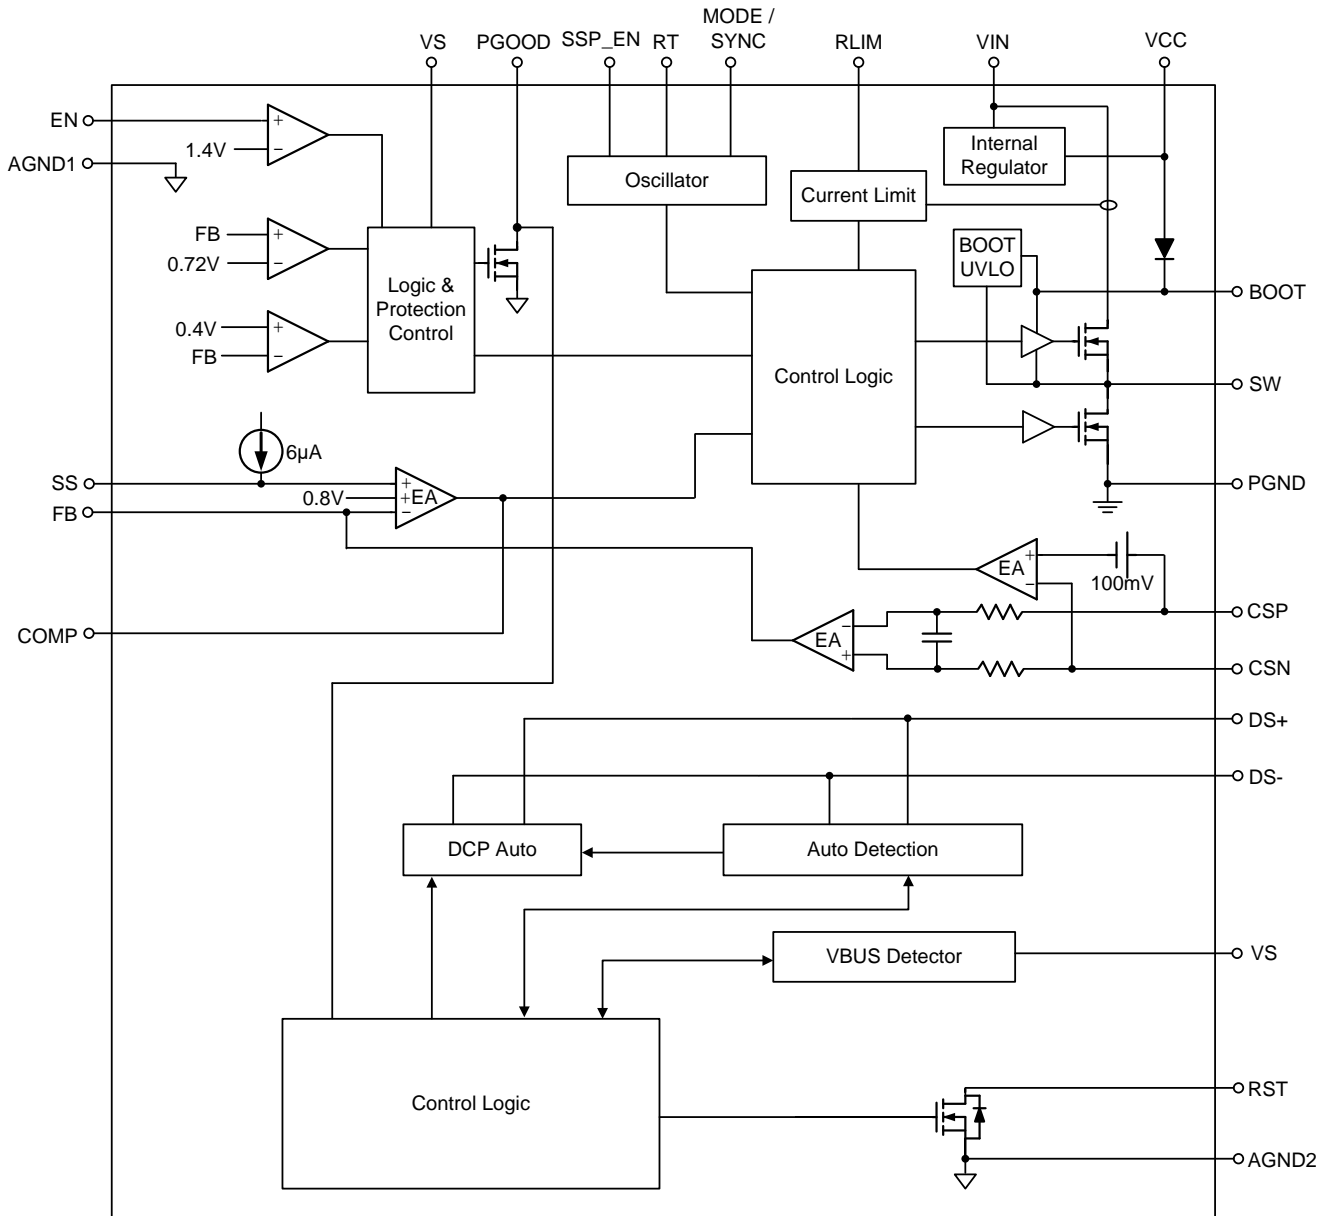 MODE /
VS
PGOOD
SSP_EN
RT
SYNC
RLIM
VIN
VCC
EN
+
−
1.4V
AGND1
Internal
Regulator
Oscillator
Current Limit
FB
+
0.72V
−
BOOT
UVLO
Logic &
Protection
Control
BOOT
0.4V
+
FB
−
Control Logic
SW
6µA
SS
+
0.8V
+
EA
FB
−
PGND
EA
+
−
100mV
CSP
COMP
EA
−
+
CSN
DS+
DS-
DCP Auto
Auto Detection
VBUS Detector
VS
Control Logic
RST
AGND2